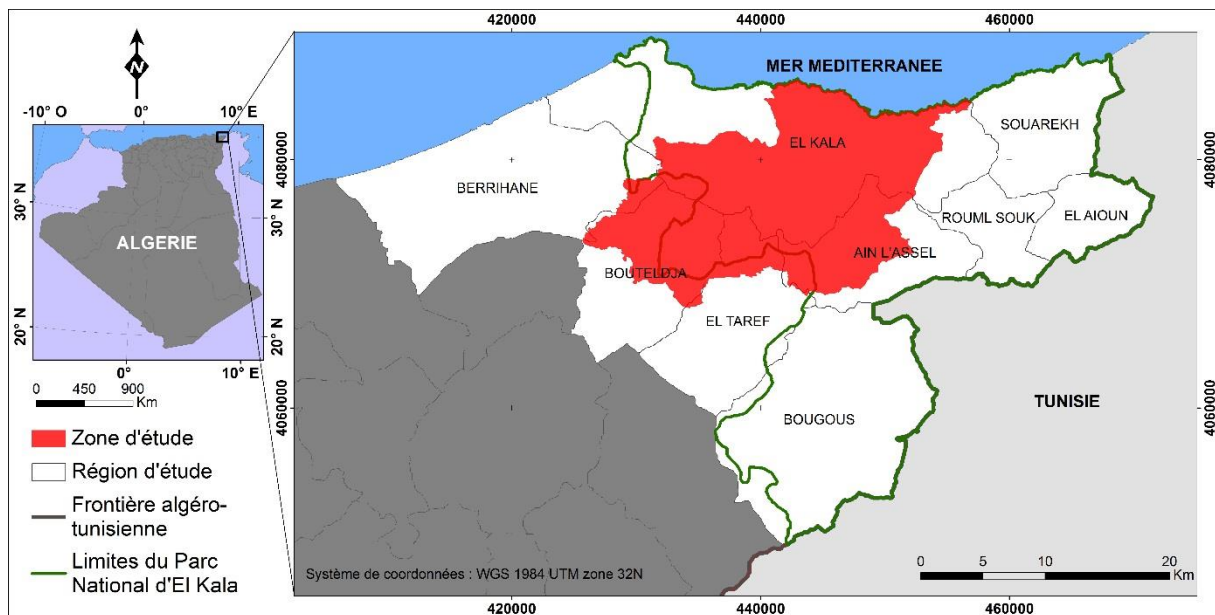 N
-10° O
0°
10° E
30° N
20° N
30° N
20° N
ALGERIE
0°
10° E
0 450 900
Km
Zone d'étude
Région d'étude
Frontière algéro-
tunisienne
Limites du Parc
National d'El Kala
420000
440000
460000
4080000
4060000
MER MEDITERRANEE
EL KALA
SOUAREKH
BERRIHANE
ROUML SOUK
EL AIOUN
AIN L'ASSEL
BOUTELDJA
EL TAREF
BOUGOUS
TUNISIE
4080000
4060000
Système de coordonnées : WGS 1984 UTM zone 32N
0 5 10 20
Km
420000
440000
460000